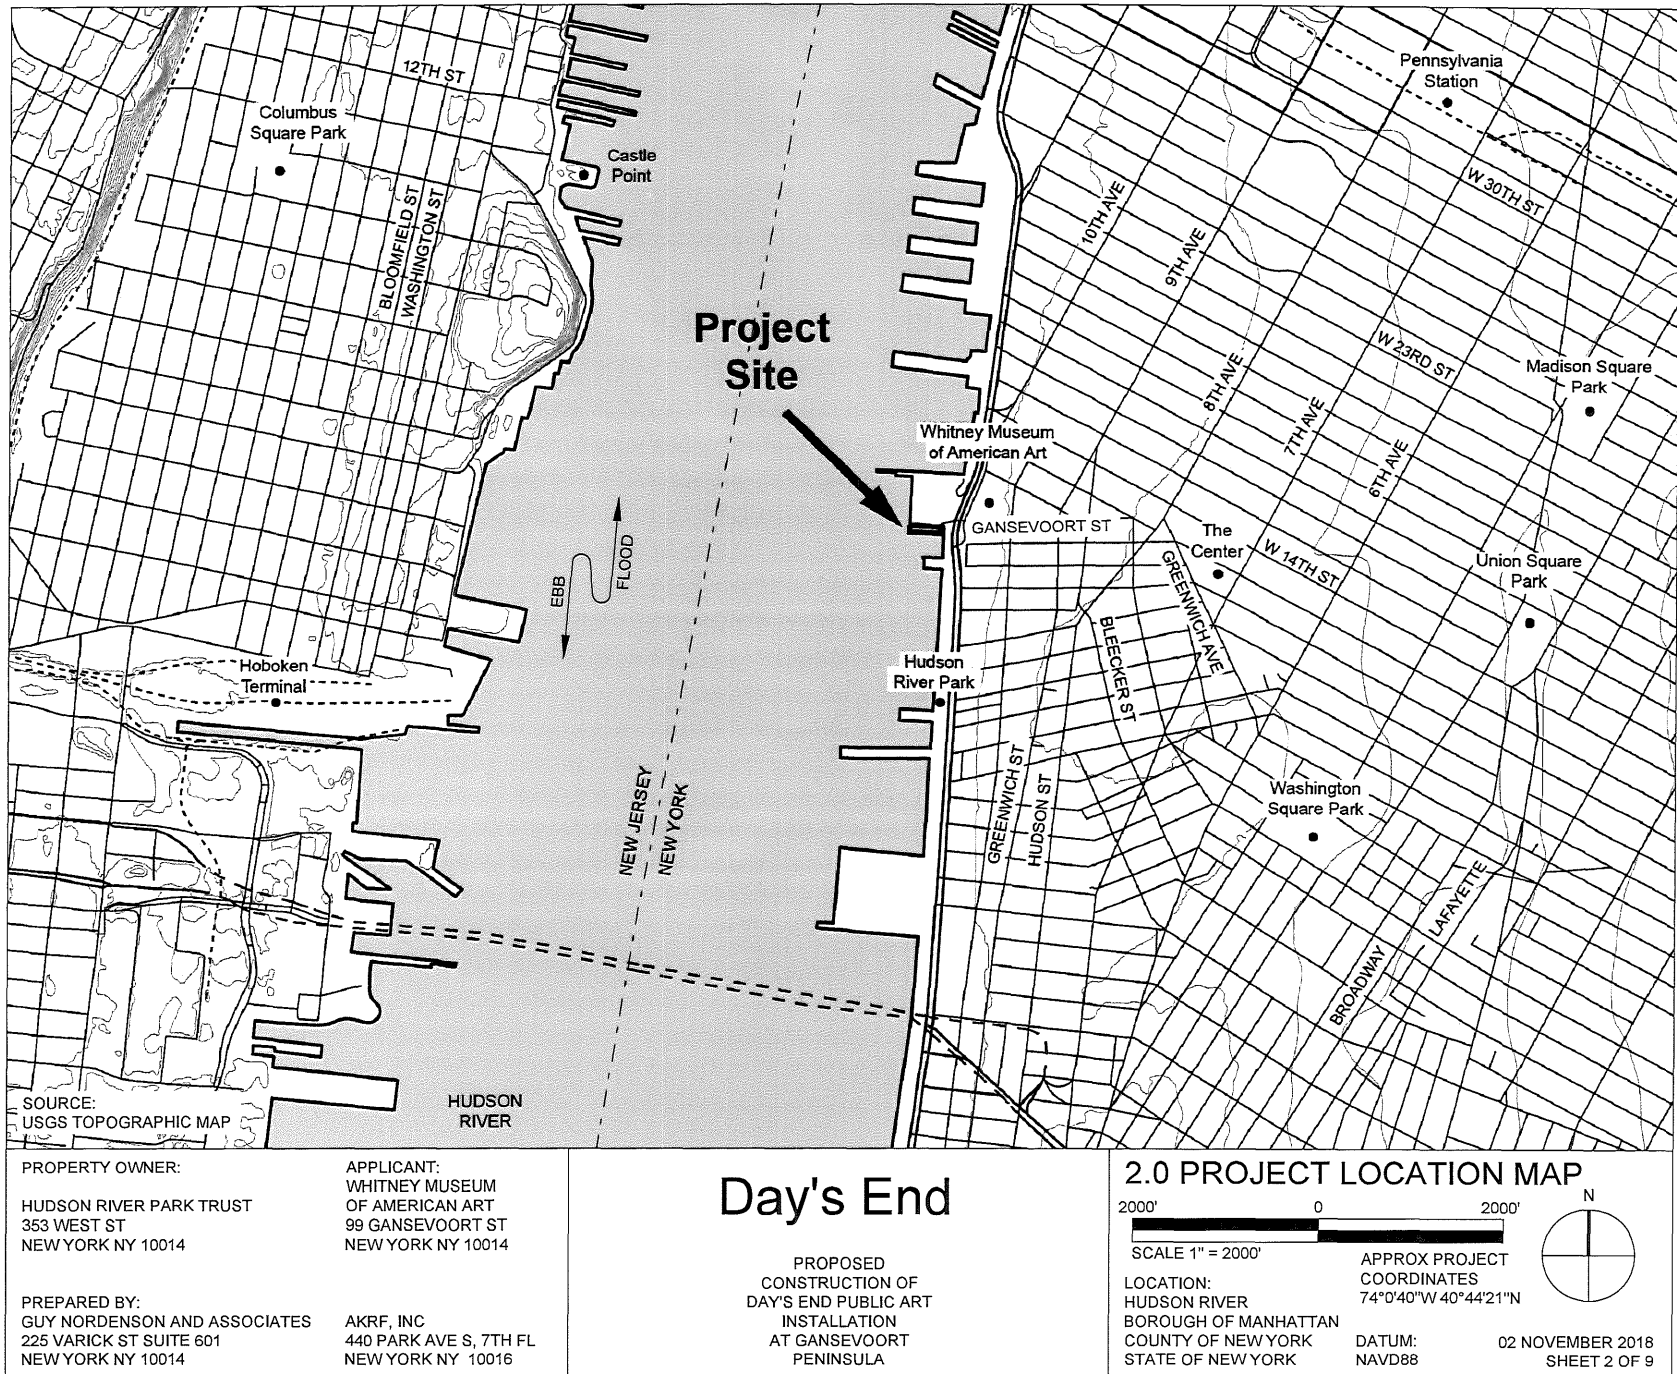 12TH ST
Columbus
Square Park
Castle
Point
BLOOMFIELD ST
WASHINGTON ST
Pennsylvania
Station
W 30TH ST
10TH AVE
9TH AVE
8TH AVE
7TH AVE
6TH AVE
W 23RD ST
Madison Square
Park
Project
Site
Whitney Museum
of American Art
GANSEVOORT ST
The
Center
W 14TH ST
Union Square
Park
GREENWICH AVE
BLEECKER ST
EBB
FLOOD
Hoboken
Terminal
Hudson
River Park
NEW JERSEY
NEW YORK
GREENWICH ST
HUDSON ST
Washington
Square Park
LAFAYETTE
BROADWAY
HUDSON
RIVER
SOURCE:
USGS TOPOGRAPHIC MAP
PROPERTY OWNER:
HUDSON RIVER PARK TRUST
353 WEST ST
NEW YORK NY 10014
APPLICANT:
WHITNEY MUSEUM
OF AMERICAN ART
99 GANSEVOORT ST
NEW YORK NY 10014
PREPARED BY:
GUY NORDENSON AND ASSOCIATES
225 VARICK ST SUITE 601
NEW YORK NY 10014
AKRF, INC
440 PARK AVE S, 7TH FL
NEW YORK NY 10016
Day's End
PROPOSED
CONSTRUCTION OF
DAY'S END PUBLIC ART
INSTALLATION
AT GANSEVOORT
PENINSULA
2.0 PROJECT LOCATION MAP
2000' 0 2000'
SCALE 1" = 2000'
N
APPROX PROJECT
COORDINATES
74°0'40"W 40°44'21"N
LOCATION:
HUDSON RIVER
BOROUGH OF MANHATTAN
COUNTY OF NEW YORK
STATE OF NEW YORK
DATUM:
NAVD88
02 NOVEMBER 2018
SHEET 2 OF 9